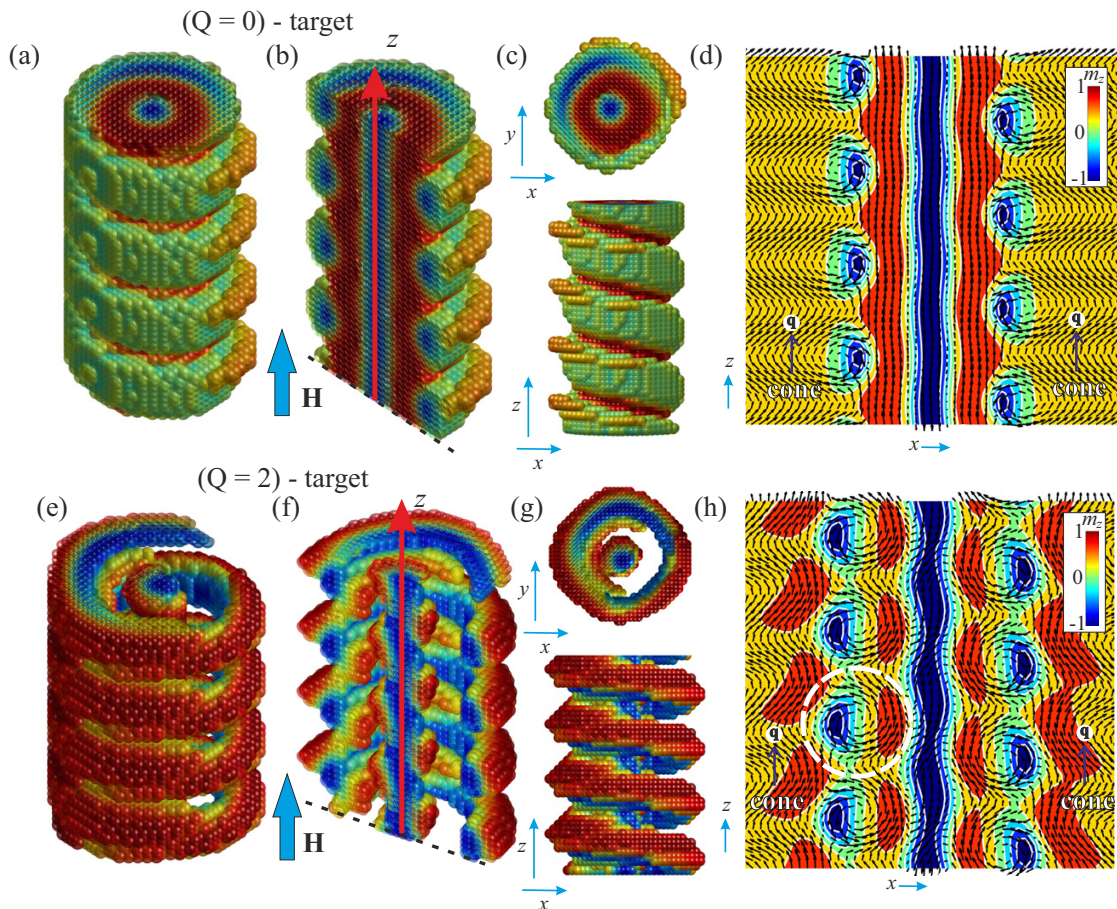 (Q = 0) - target
(a)
(b)
z
(c)
(d)
m_z
1
0
-1
y
x
H
z
x
z
q
cone
q
cone
x
(Q = 2) - target
(e)
(f)
z
(g)
(h)
m_z
1
0
-1
y
x
H
z
x
z
q
cone
q
cone
x